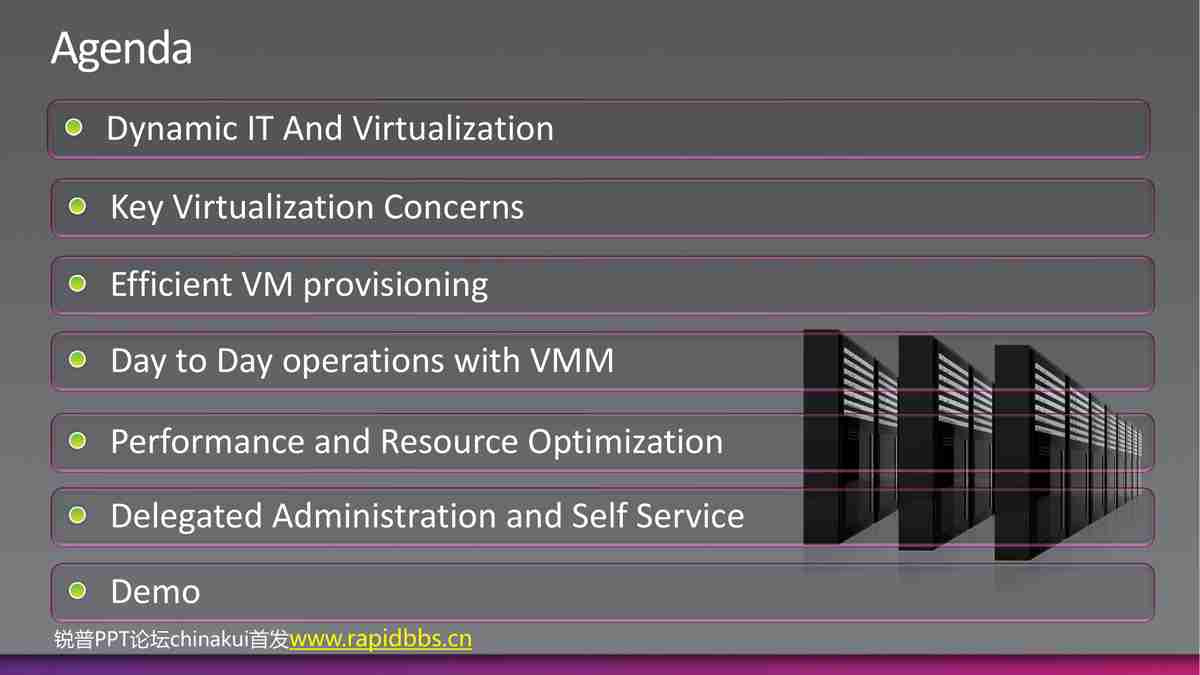 Agenda
Dynamic IT And Virtualization
Key Virtualization Concerns
Efficient VM provisioning
Day to Day operations with VMM
Performance and Resource Optimization
Delegated Administration and Self Service
Demo
锐普PPT论坛chinakui首发www.rapidbbs.cn